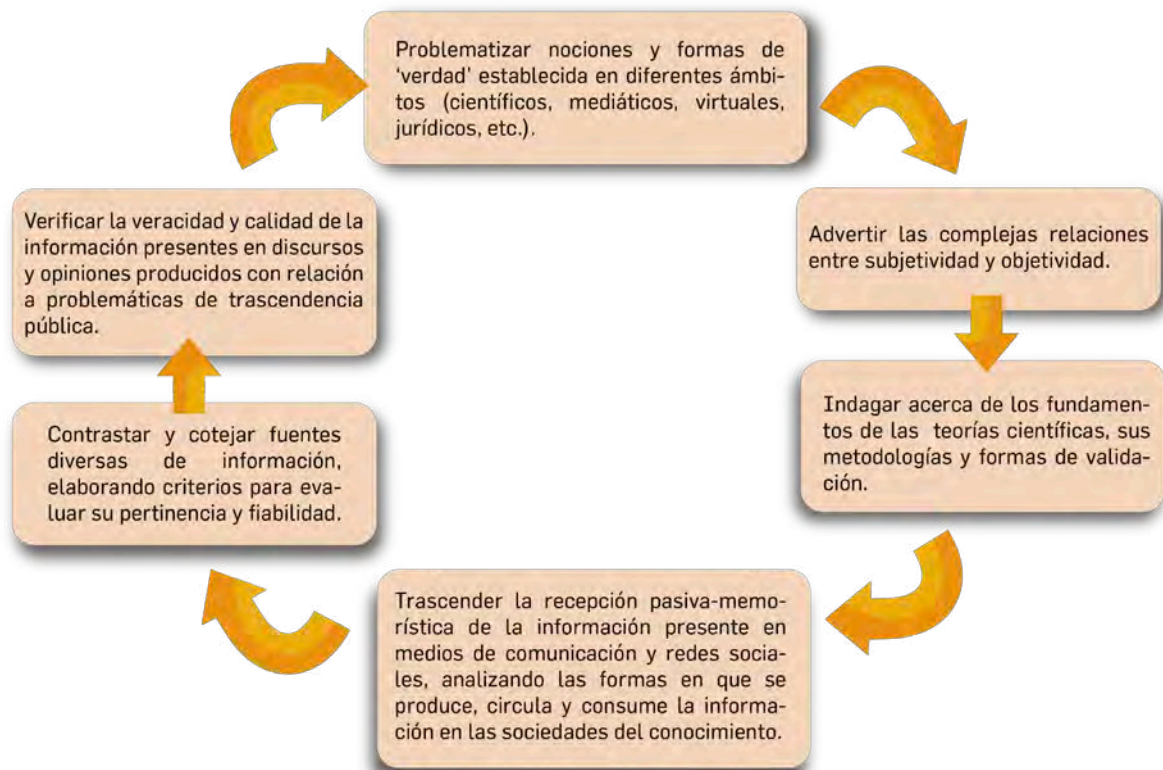 Problematizar nociones y formas de
‘verdad’ establecida en diferentes ámbi-
tos (científicos, mediáticos, virtuales,
jurídicos, etc.).
Advertir las complejas relaciones
entre subjetividad y objetividad.
Indagar acerca de los fundamen-
tos de las teorías científicas, sus
metodologías y formas de valida-
ción.
Trascender la recepción pasiva-memo-
rística de la información presente en
medios de comunicación y redes socia-
les, analizando las formas en que se
produce, circula y consume la informa-
ción en las sociedades del conocimiento.
Contrastar y cotejar fuentes
diversas de información,
elaborando criterios para eva-
luar su pertinencia y fiabilidad.
Verificar la veracidad y calidad de la
información presentes en discursos
y opiniones producidos con relación
a problemáticas de trascendencia
pública.